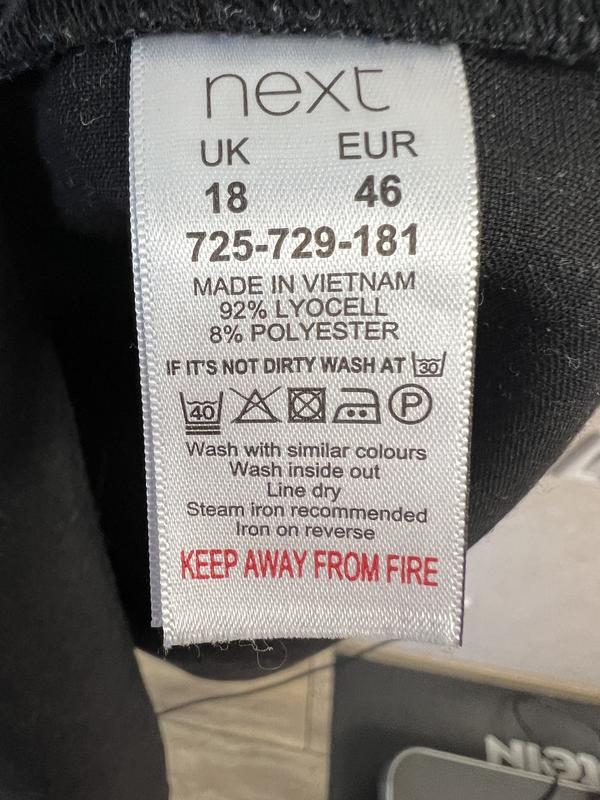 next
UK EUR
18 46
725-729-181
MADE IN VIETNAM
92% LYOCELL
8% POLYESTER
IF IT'S NOT DIRTY WASH AT 30
40 P
Wash with similar colours
Wash inside out
Line dry
Steam iron recommended
Iron on reverse
KEEP AWAY FROM FIRE